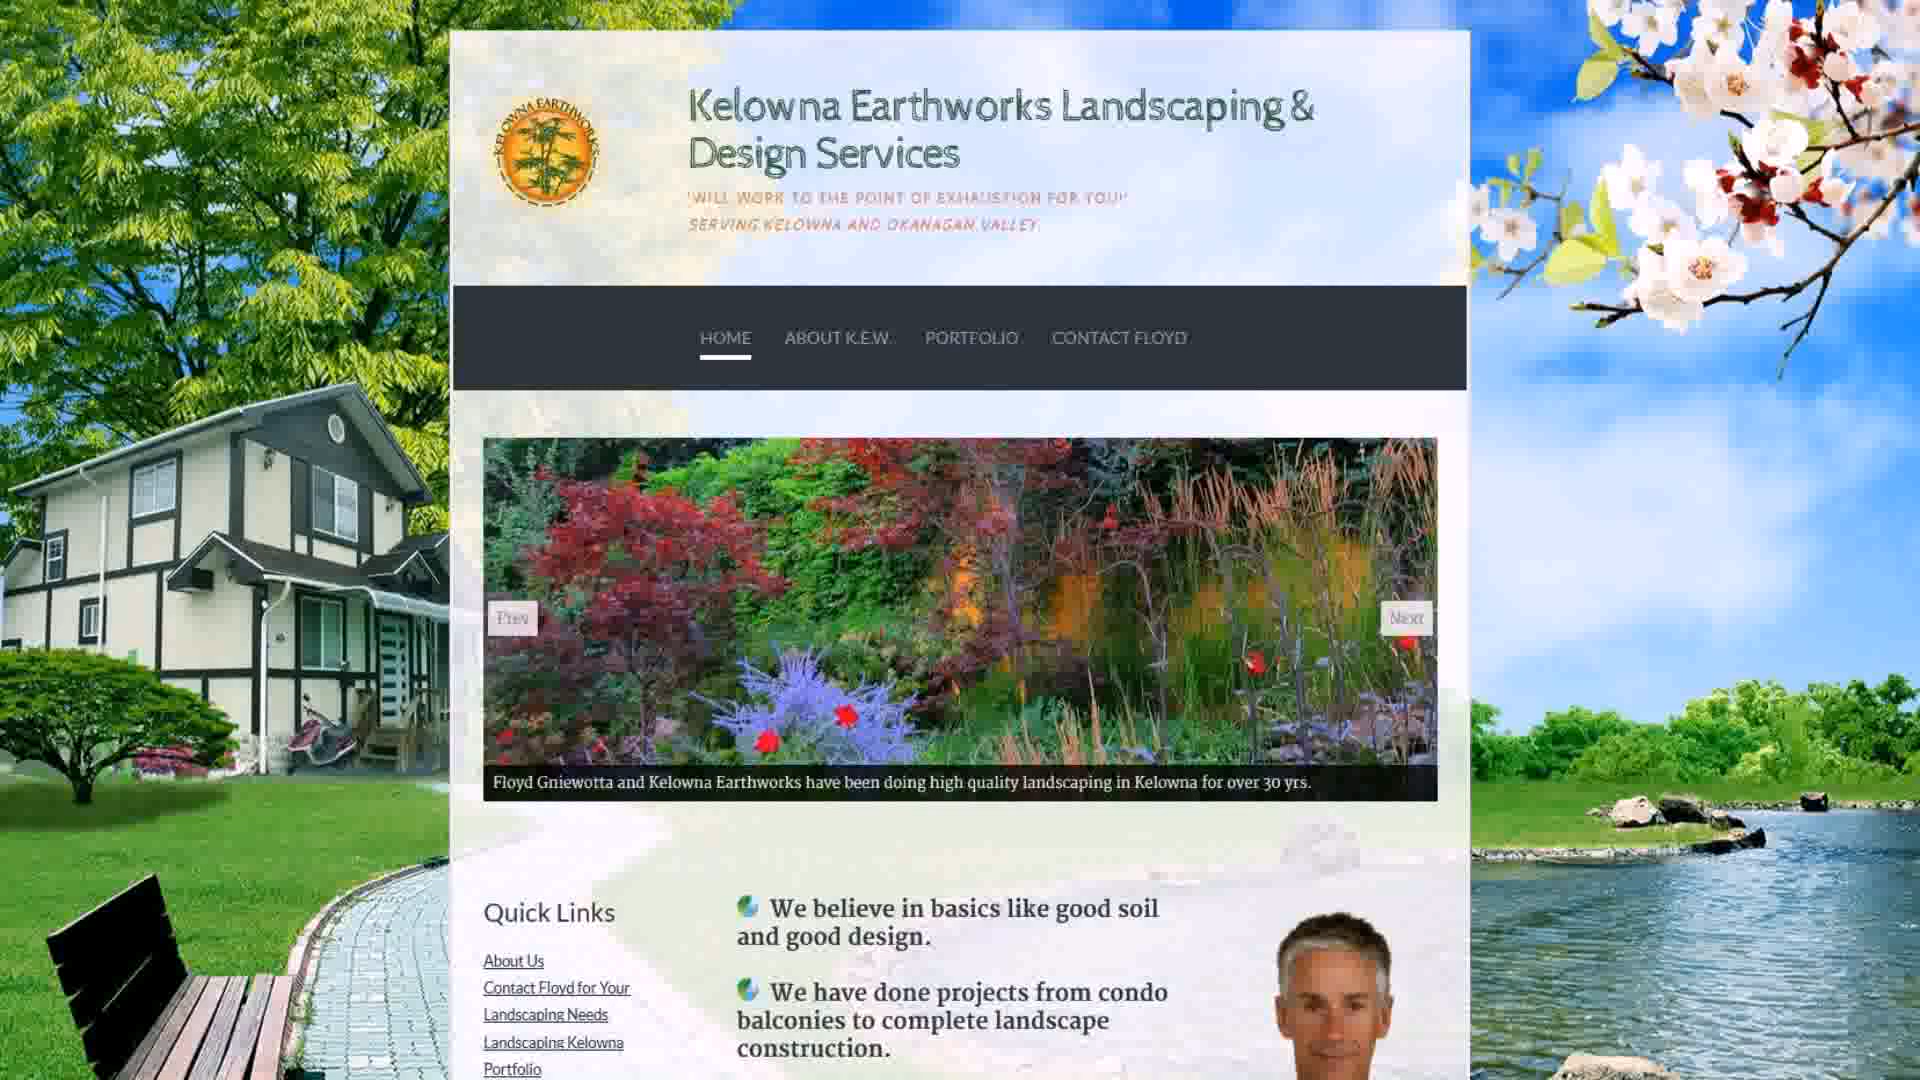 KELOWNA EARTHWORKS
Kelowna Earthworks Landscaping &
Design Services
"WILL WORK TO THE POINT OF EXHAUSTION FOR YOU!"
SERVING KELOWNA AND OKANAGAN VALLEY.
HOME ABOUT K.E.W. PORTFOLIO CONTACT FLOYD
Prev
Next
Floyd Gniewotta and Kelowna Earthworks have been doing high quality landscaping in Kelowna for over 30 yrs.
Quick Links
About Us
Contact Floyd for Your
Landscaping Needs
Landscaping Kelowna
Portfolio
We believe in basics like good soil
and good design.
We have done projects from condo
balconies to complete landscape
construction.